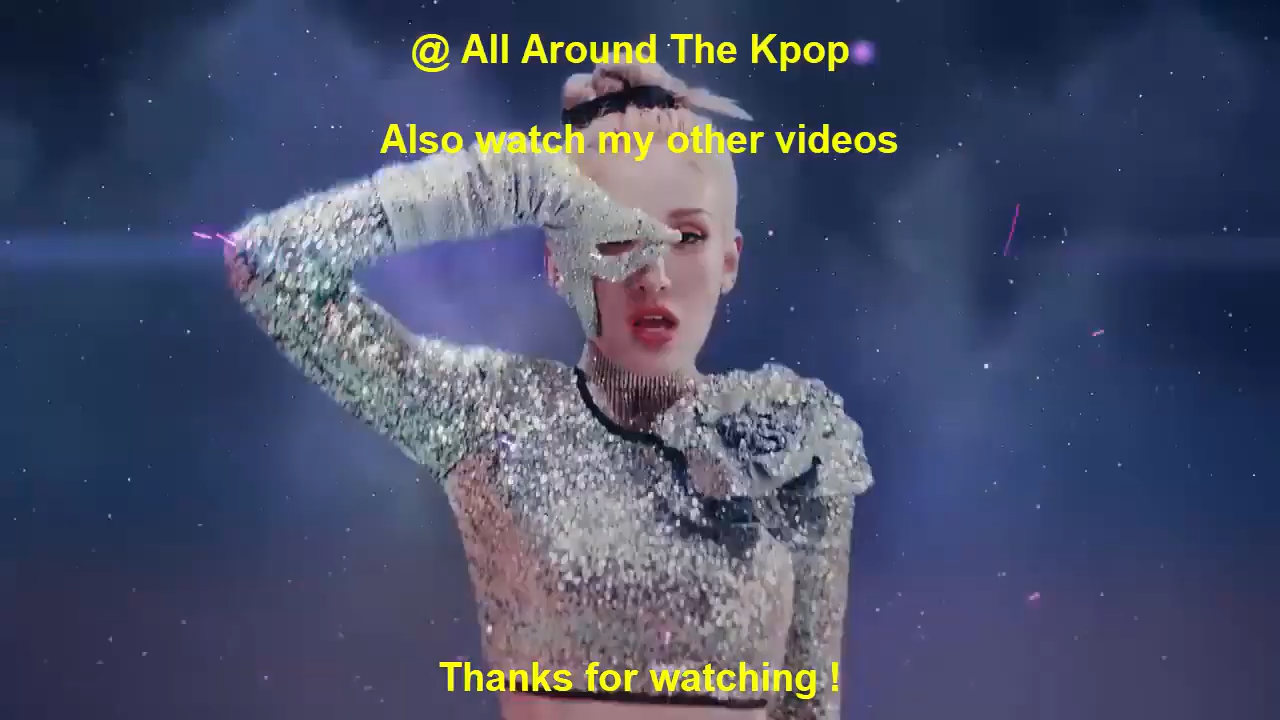 @ All Around The Kpop
Also watch my other videos
Thanks for watching !